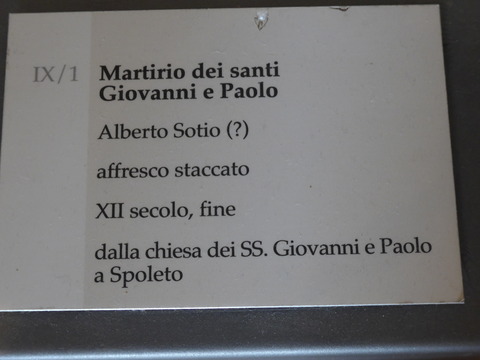 IX/1
Martirio dei santi
Giovanni e Paolo
Alberto Sotio (?)
affresco staccato
XII secolo, fine
dalla chiesa dei SS. Giovanni e Paolo
a Spoleto